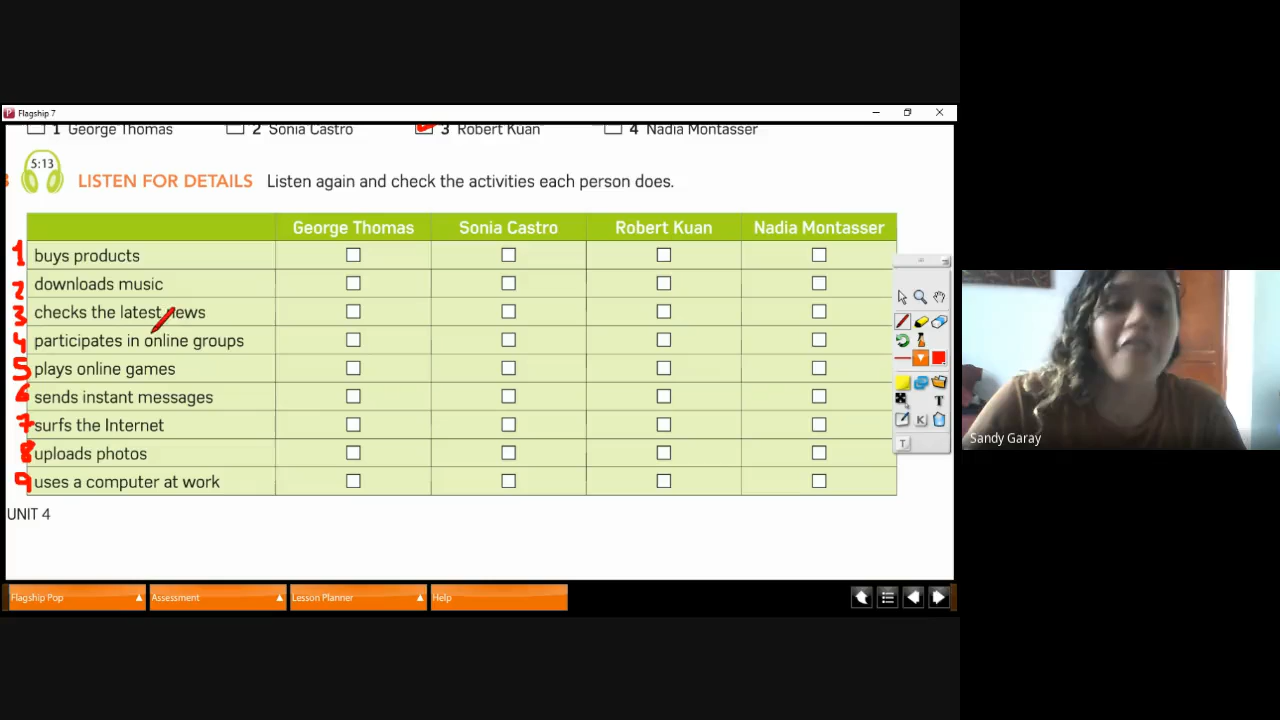 Flagship 7
1 George Thomas 2 Sonia Castro 3 Robert Kuan 4 Nadia Montasser
5:13
LISTEN FOR DETAILS Listen again and check the activities each person does.
George Thomas Sonia Castro Robert Kuan Nadia Montasser
1 buys products
2 downloads music
3 checks the latest news
4 participates in online groups
5 plays online games
6 sends instant messages
7 surfs the Internet
8 uploads photos
9 uses a computer at work
UNIT 4
Flagship Pop Assessment Lesson Planner Help
T
K
T
Sandy Garay